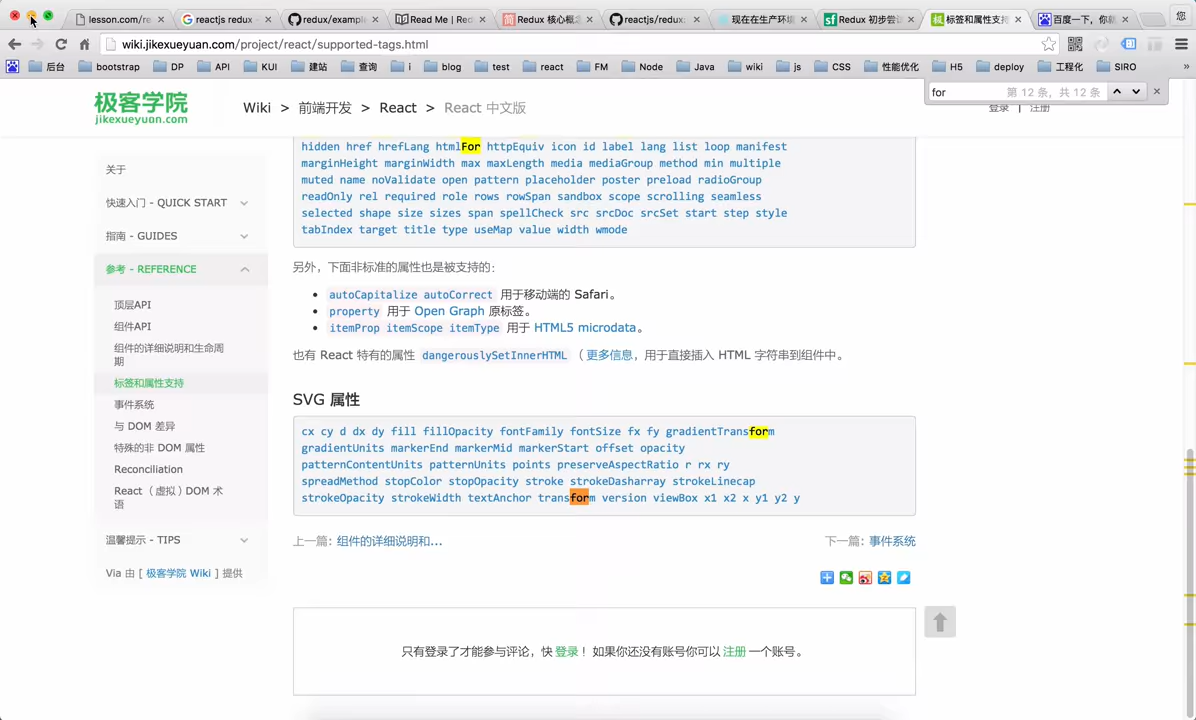 lesson.com/re
reactjs redux
redux/example
Read Me | Red
Redux 核心概念
reactjs/redux:
现在在生产环境
Redux 初步尝试
标签和属性支持
百度一下，你就
您
wiki.jikexueyuan.com/project/react/supported-tags.html
后台 bootstrap DP API KUI 建站 查询 i blog test react FM Node Java wiki js CSS 性能优化 H5 deploy 工程化 SIRO »
for 第 12 条，共 12 条
极客学院
jikexueyuan.com
Wiki > 前端开发 > React > React 中文版
登录 | 注册
关于
快速入门 - QUICK START
指南 - GUIDES
参考 - REFERENCE
顶层API
组件API
组件的详细说明和生命周
期
标签和属性支持
事件系统
与 DOM 差异
特殊的非 DOM 属性
Reconciliation
React（虚拟）DOM 术
语
温馨提示 - TIPS
Via 由 [ 极客学院 Wiki ] 提供
hidden href hrefLang htmlFor httpEquiv icon id label lang list loop manifest
marginHeight marginWidth max maxLength media mediaGroup method min multiple
muted name noValidate open pattern placeholder poster preload radioGroup
readOnly rel required role rows rowSpan sandbox scope scrolling seamless
selected shape size sizes span spellCheck src srcDoc srcSet start step style
tabIndex target title type useMap value width wmode
另外，下面非标准的属性也是被支持的：
• autoCapitalize autoCorrect 用于移动端的 Safari。
• property 用于 Open Graph 原标签。
• itemProp itemScope itemType 用于 HTML5 microdata。
也有 React 特有的属性 dangerouslySetInnerHTML （更多信息，用于直接插入 HTML 字符串到组件中。
SVG 属性
cx cy d dx dy fill fillOpacity fontFamily fontSize fx fy gradientTransform
gradientUnits markerEnd markerMid markerStart offset opacity
patternContentUnits patternUnits points preserveAspectRatio r rx ry
spreadMethod stopColor stopOpacity stroke strokeDasharray strokeLinecap
strokeOpacity strokeWidth textAnchor transform version viewBox x1 x2 x y1 y2 y
上一篇: 组件的详细说明和...
下一篇: 事件系统
只有登录了才能参与评论，快 登录 ！如果你还没有账号你可以 注册 一个账号。